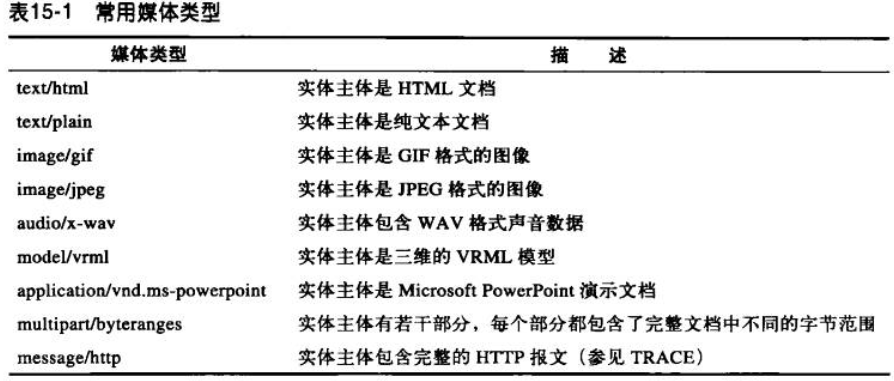 表15-1 常用媒体类型
媒体类型 描 述
text/html 实体主体是 HTML 文档
text/plain 实体主体是纯文本文档
image/gif 实体主体是 GIF 格式的图像
image/jpeg 实体主体是 JPEG 格式的图像
audio/x-wav 实体主体包含 WAV 格式声音数据
model/vrml 实体主体是三维的 VRML 模型
application/vnd.ms-powerpoint 实体主体是 Microsoft PowerPoint 演示文档
multipart/byteranges 实体主体有若干部分，每个部分都包含了完整文档中不同的字节范围
message/http 实体主体包含完整的 HTTP 报文（参见 TRACE）